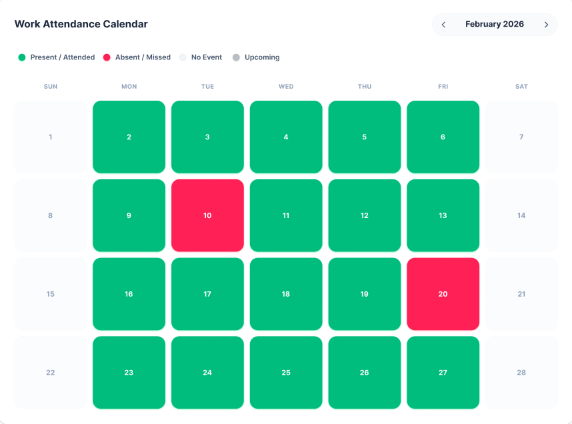 Work Attendance Calendar
February 2026
Present / Attended Absent / Missed No Event Upcoming
SUN MON TUE WED THU FRI SAT
1 2 3 4 5 6 7
8 9 10 11 12 13 14
15 16 17 18 19 20 21
22 23 24 25 26 27 28